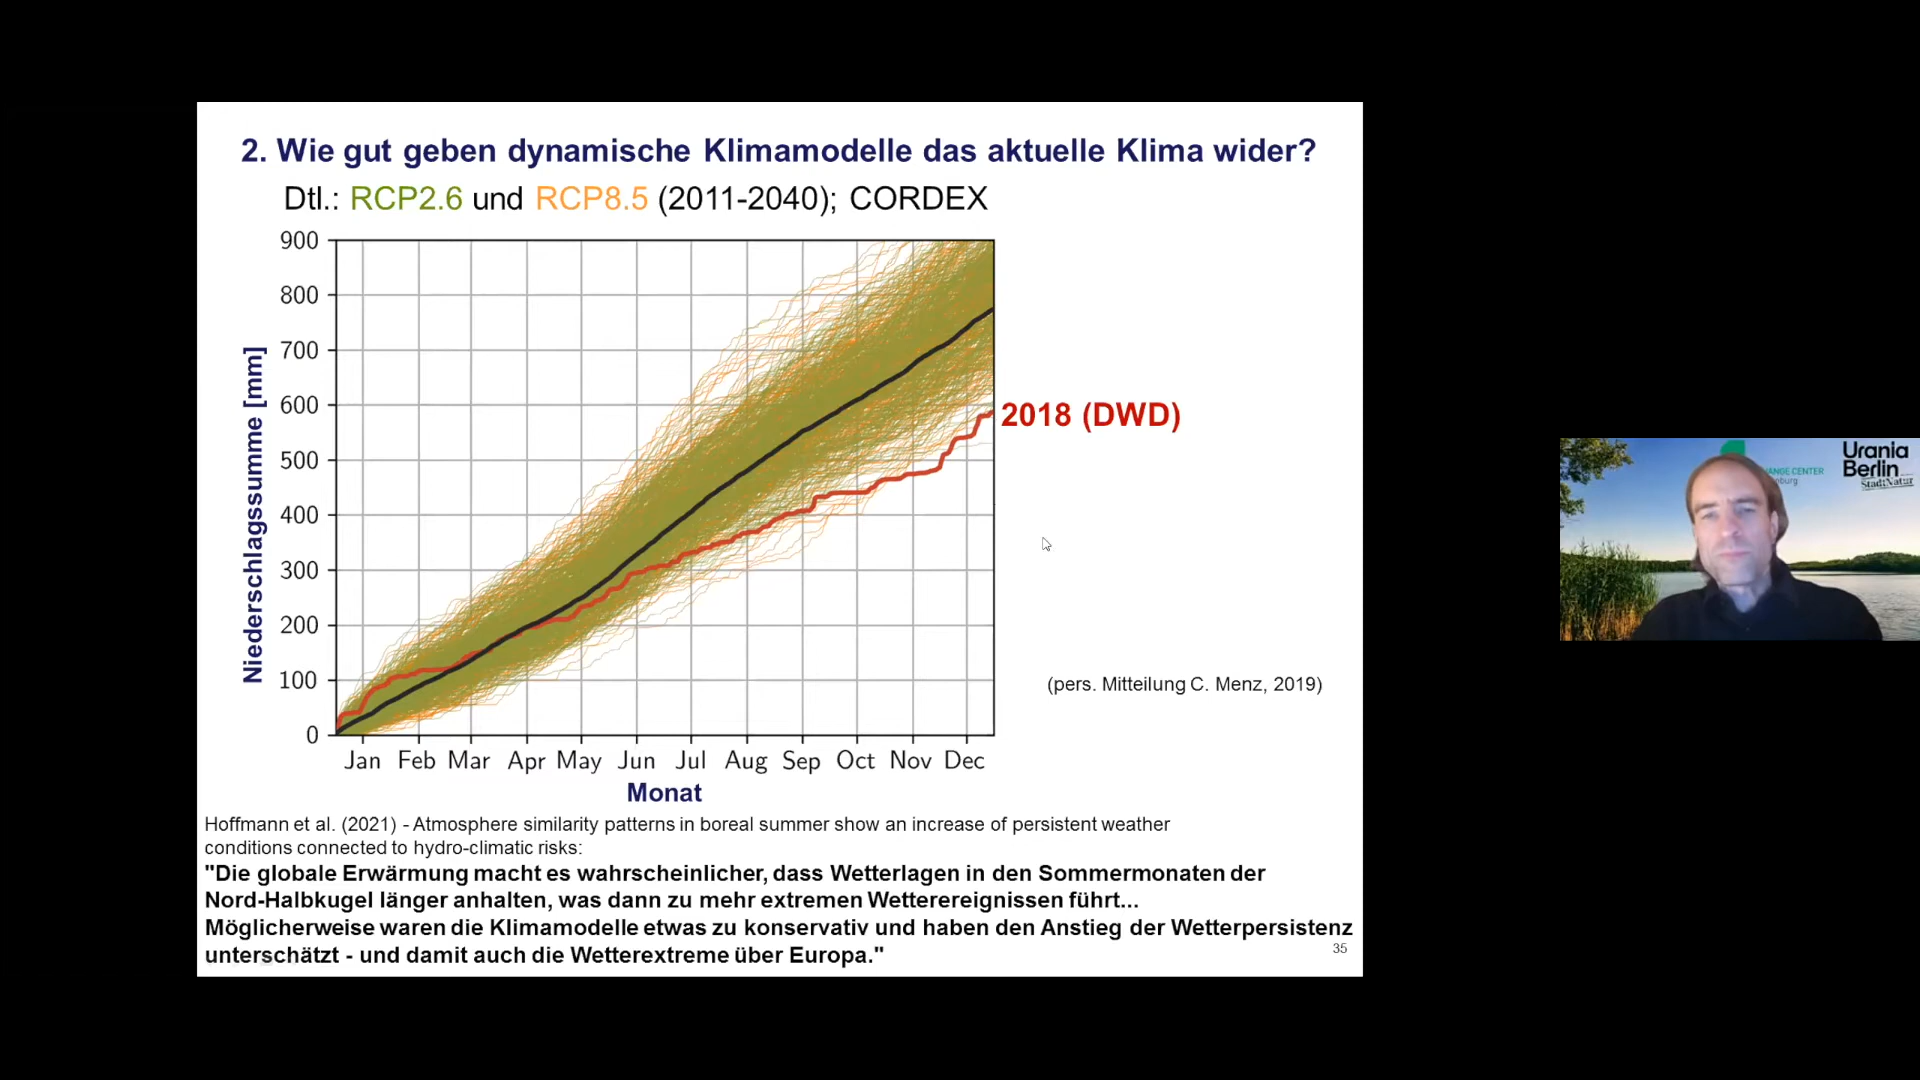 2. Wie gut geben dynamische Klimamodelle das aktuelle Klima wider?
Dtl.: RCP2.6 und RCP8.5 (2011-2040); CORDEX
900
800
700
600
500
400
300
200
100
0
Niederschlagssumme [mm]
Jan Feb Mar Apr May Jun Jul Aug Sep Oct Nov Dec
Monat
2018 (DWD)
(pers. Mitteilung C. Menz, 2019)
Hoffmann et al. (2021) - Atmosphere similarity patterns in boreal summer show an increase of persistent weather
conditions connected to hydro-climatic risks:
"Die globale Erwärmung macht es wahrscheinlicher, dass Wetterlagen in den Sommermonaten der
Nord-Halbkugel länger anhalten, was dann zu mehr extremen Wetterereignissen führt...
Möglicherweise waren die Klimamodelle etwas zu konservativ und haben den Anstieg der Wetterpersistenz
unterschätzt - und damit auch die Wetterextreme über Europa."
35
Urania
Berlin
StadtNatur
CENTER